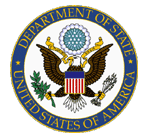 DEPARTMENT OF STATE
UNITED STATES OF AMERICA